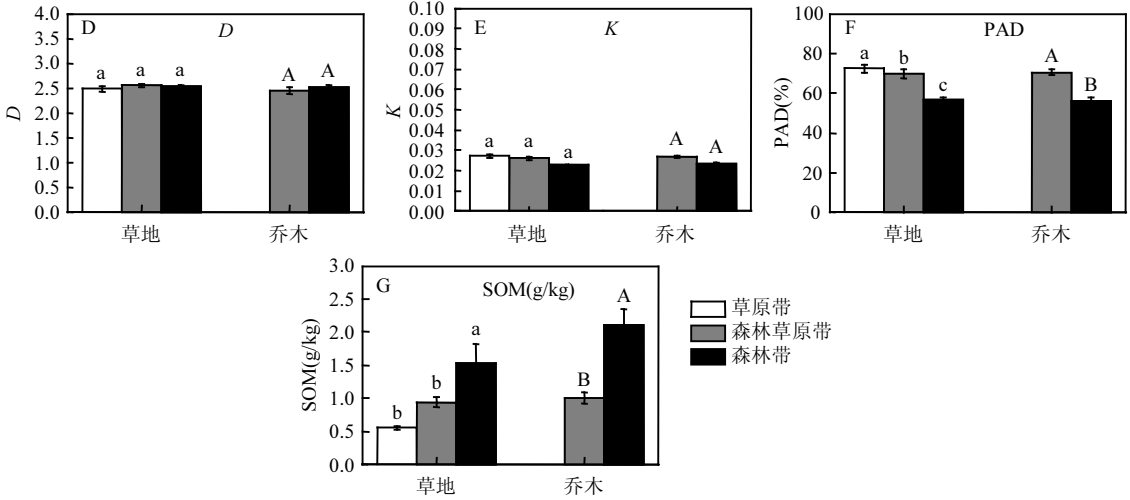 D
D
4.0
3.5
3.0
2.5
2.0
1.5
1.0
0.5
0.0
D
a
a
a
A
A
草地
乔木
E
K
0.10
0.09
0.08
0.07
0.06
0.05
0.04
0.03
0.02
0.01
0.00
K
a
a
a
A
A
草地
乔木
F
PAD
100
80
60
40
20
0
PAD(%)
a
b
c
A
B
草地
乔木
G
SOM(g/kg)
3.0
2.5
2.0
1.5
1.0
0.5
0.0
SOM(g/kg)
b
b
a
B
A
草地
乔木
草原带
森林草原带
森林带